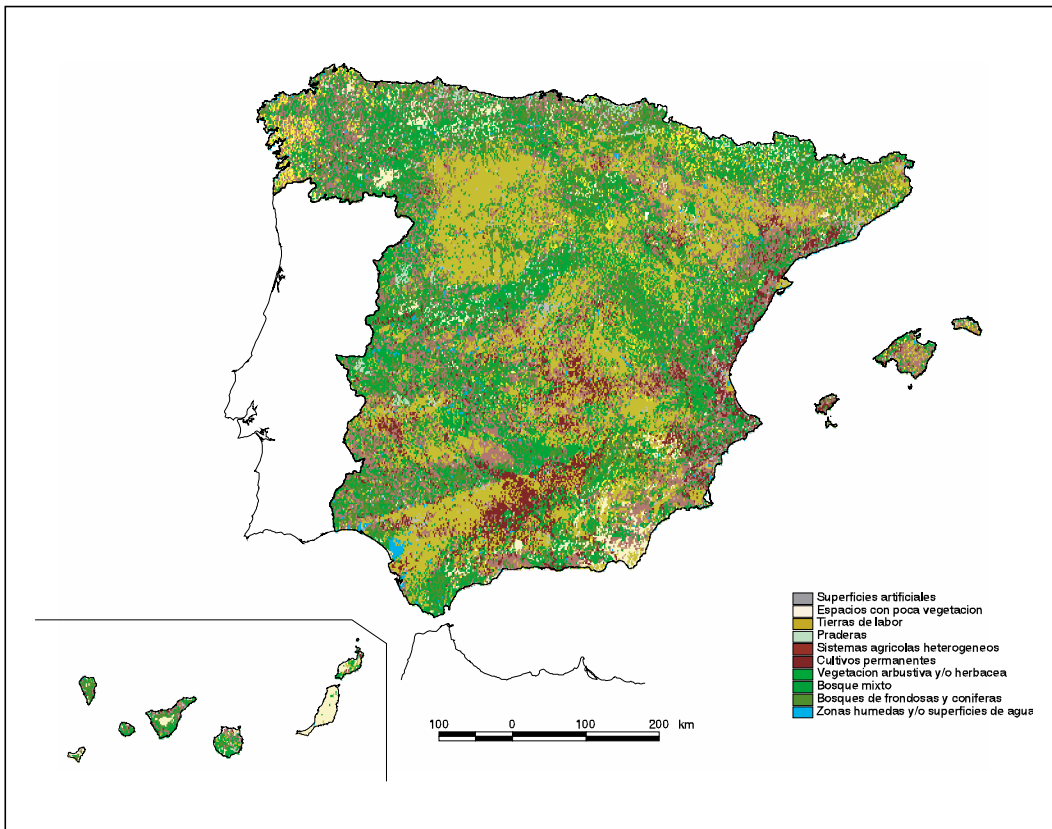 Superficies artificiales
Espacios con poca vegetacion
Tierras de labor
Praderas
Sistemas agricolas heterogeneos
Cultivos permanentes
Vegetacion arbustiva y/o herbacea
Bosque mixto
Bosques de frondosas y coniferas
Zonas humedas y/o superficies de agua
100 0 100 200 km